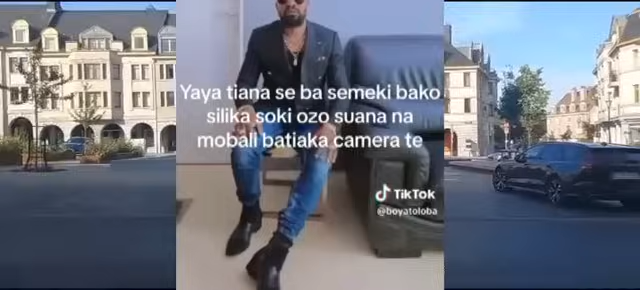 Yaya tiana se ba semeki bako
silika soki ozo suana na
moball batiaka camera te
TikTok
@boyatoloba